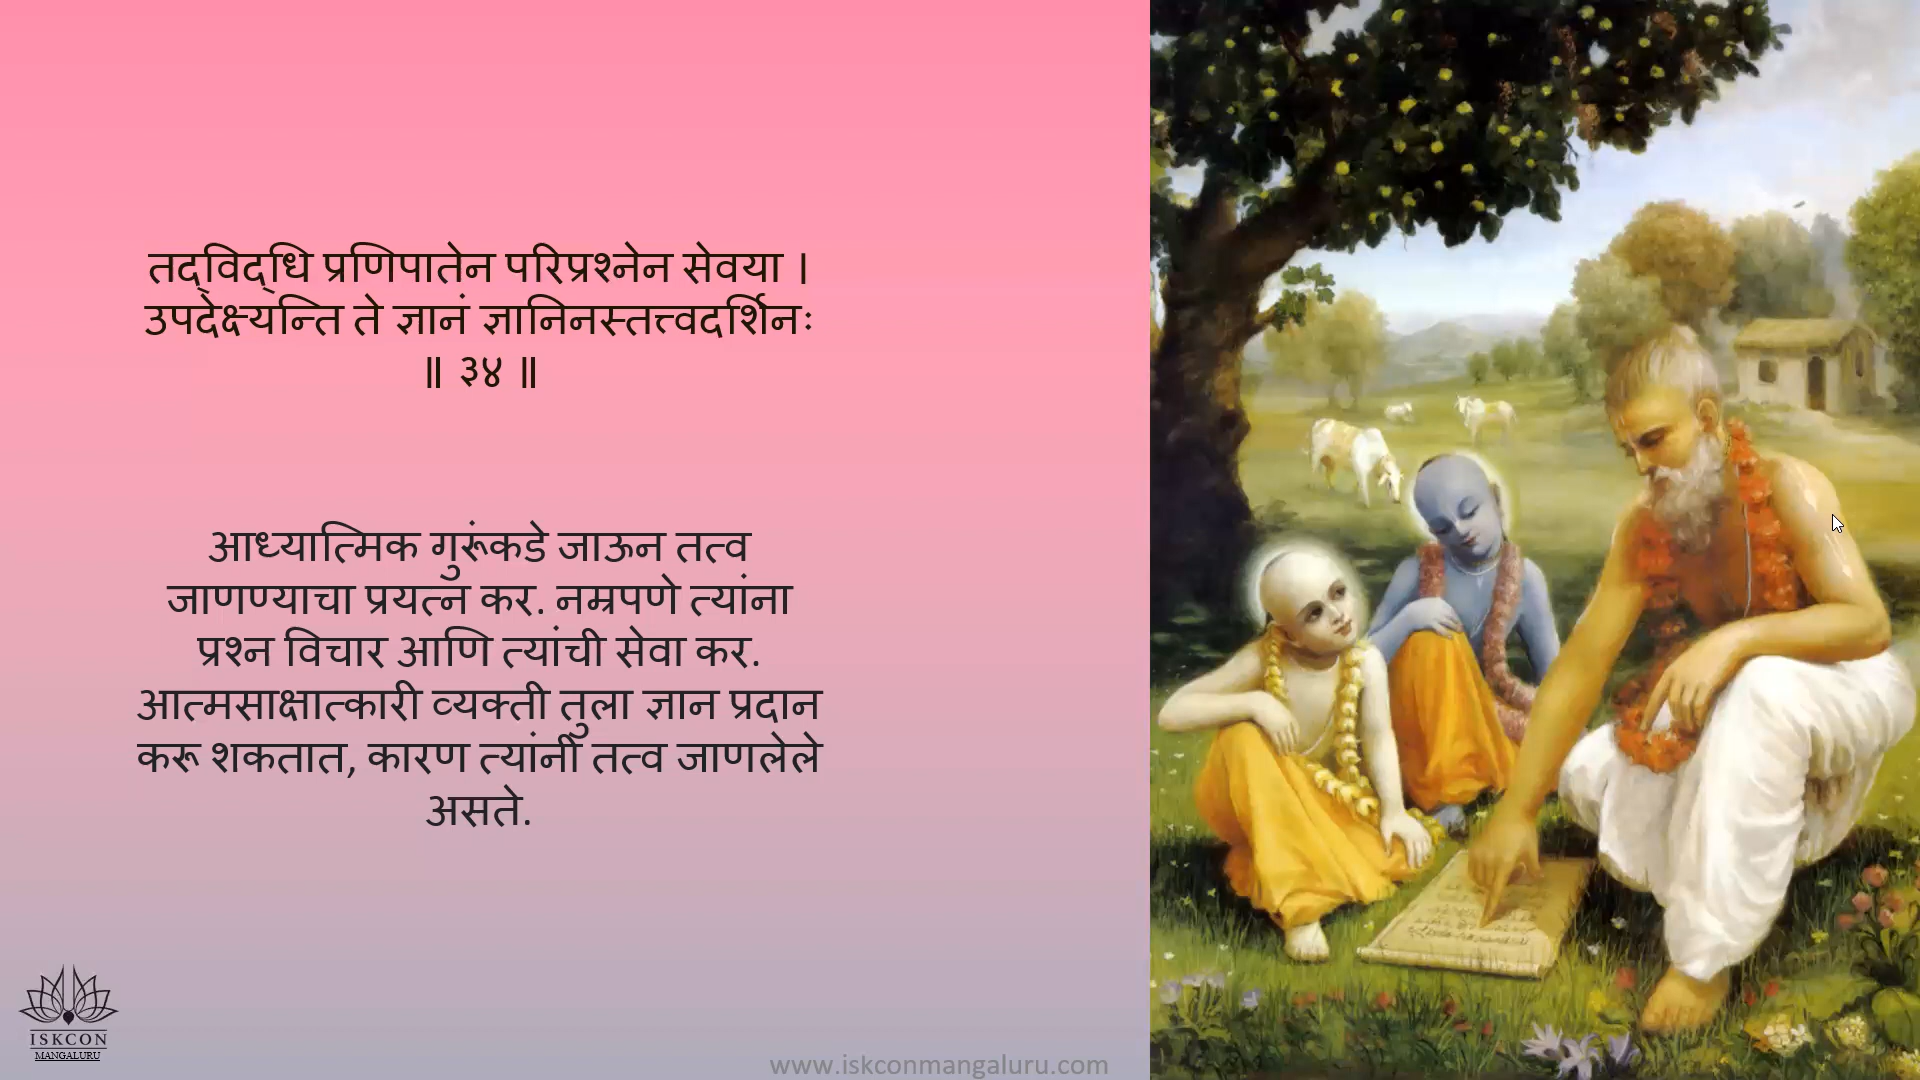 तद्विद्धि प्रणिपातेन परिप्रश्नेन सेवया ।
उपदेक्ष्यन्ति ते ज्ञानं ज्ञानिनस्तत्त्वदर्शिनः
॥ ३४ ॥
आध्यात्मिक गुरूंकडे जाऊन तत्व
जाणण्याचा प्रयत्न कर. नम्रपणे त्यांना
प्रश्न विचार आणि त्यांची सेवा कर.
आत्मसाक्षात्कारी व्यक्ती तुला ज्ञान प्रदान
करू शकतात, कारण त्यांनी तत्व जाणलेले
असते.
ISKCON
MANGALURU
www.iskconmangaluru.com